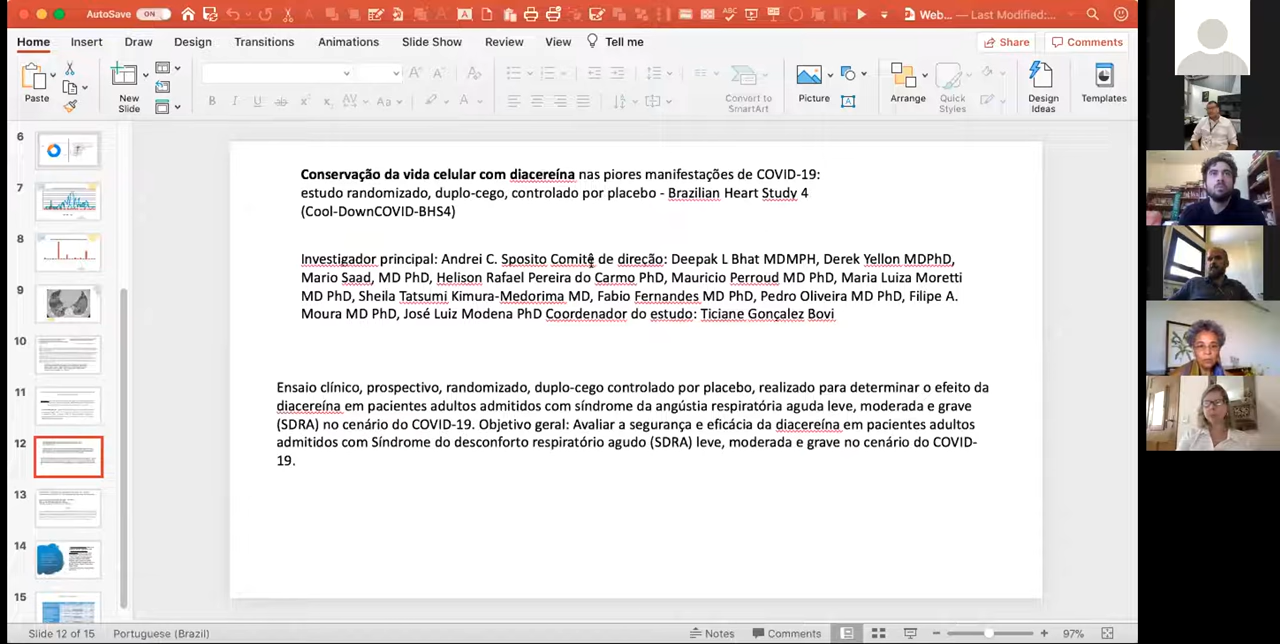 AutoSave ON Web... — Last Modified:...
Home Insert Draw Design Transitions Animations Slide Show Review View Tell me Share Comments
Paste New Slide Convert to SmartArt Picture Arrange Quick Styles Design Ideas Templates
Conservação da vida celular com diacereína nas piores manifestações de COVID-19:
estudo randomizado, duplo-cego, controlado por placebo - Brazilian Heart Study 4
(Cool-DownCOVID-BHS4)
Investigador principal: Andrei C. Sposito Comitê de direção: Deepak L Bhat MDMPH, Derek Yellon MDPhD,
Mario Saad, MD PhD, Helison Rafael Pereira do Carmo PhD, Mauricio Perroud MD PhD, Maria Luiza Moretti
MD PhD, Sheila Tatsumi Kimura-Medorima MD, Fabio Fernandes MD PhD, Pedro Oliveira MD PhD, Filipe A.
Moura MD PhD, José Luiz Modena PhD Coordenador do estudo: Ticiane Gonçalez Bovi
Ensaio clínico, prospectivo, randomizado, duplo-cego controlado por placebo, realizado para determinar o efeito da
diacereína em pacientes adultos admitidos com síndrome da angústia respiratória aguda leve, moderada e grave
(SDRA) no cenário do COVID-19. Objetivo geral: Avaliar a segurança e eficácia da diacereína em pacientes adultos
admitidos com Síndrome do desconforto respiratório agudo (SDRA) leve, moderada e grave no cenário do COVID-
19.
6
7
8
9
10
11
12
13
14
15
Slide 12 of 15 Portuguese (Brazil) Notes Comments 97%